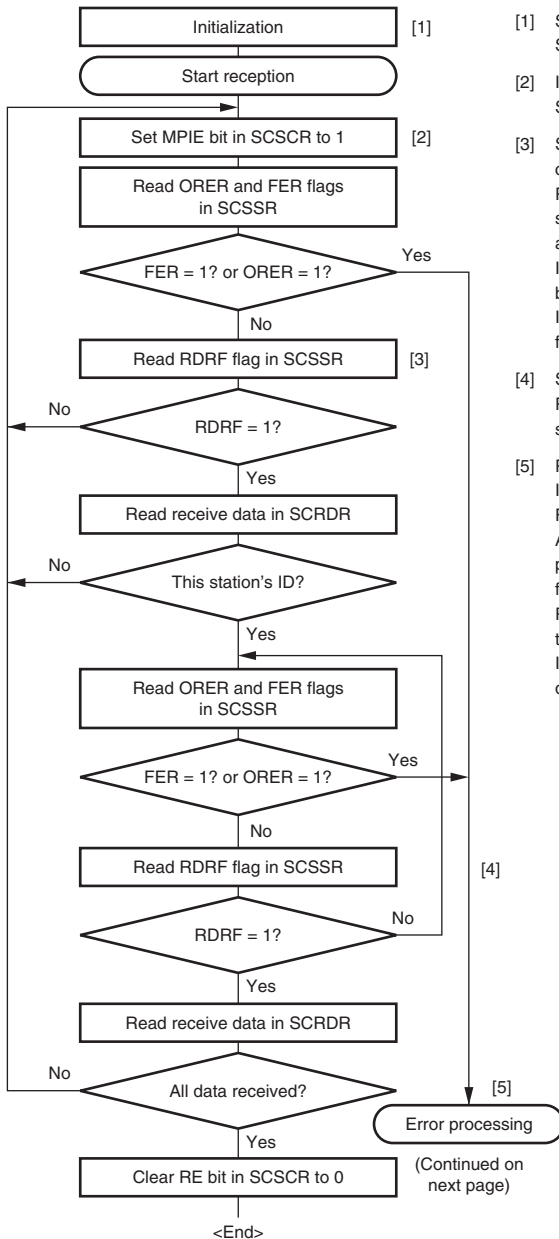 Initialization
[1]
Start reception
Set MPIE bit in SCSCR to 1
[2]
Read ORER and FER flags
in SCSSR
FER = 1? or ORER = 1?
Yes
No
Read RDRF flag in SCSSR
[3]
No
RDRF = 1?
Yes
Read receive data in SCRDR
No
This station's ID?
Yes
Read ORER and FER flags
in SCSSR
FER = 1? or ORER = 1?
Yes
No
Read RDRF flag in SCSSR
[4]
No
RDRF = 1?
Yes
Read receive data in SCRDR
No
All data received?
[5]
Error processing
Yes
(Continued on
next page)
Clear RE bit in SCSCR to 0
<End>
[1]
[2]
[3]
[4]
[5]